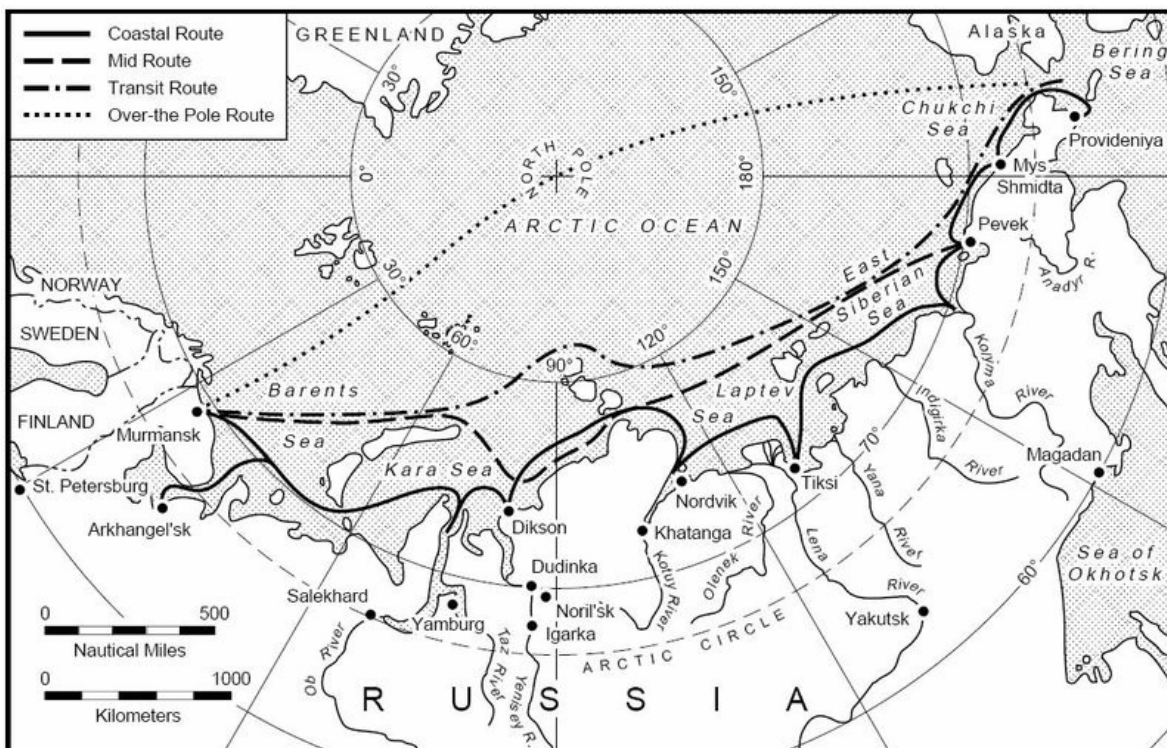 Coastal Route
Mid Route
Transit Route
Over-the Pole Route
GREENLAND
Alaska
Bering
Sea
30°
150°
Chukchi
Sea
Provideniya
NORTH POLE
0°
180°
Mys
Shmidta
ARCTIC OCEAN
Pevek
30°
150°
East
Siberian
Sea
Anadyr R.
NORWAY
SWEDEN
FINLAND
60°
90°
120°
Barents
Sea
Laptev
Sea
Kolyma
River
Indigirka
River
Murmansk
Kara Sea
70°
Magadan
St. Petersburg
Arkhangel'sk
Dikson
Nordvik
Tiksi
Yana
River
Khatanga
Olenek River
Lena
River
Kotuy River
Dudinka
Noril'sk
Igarka
Salekhard
Yamburg
Yakutsk
60°
Sea of
Okhotsk
ARCTIC CIRCLE
Ob River
Taz River
Yenisey R.
RUSSIA
0 500
Nautical Miles
0 1000
Kilometers